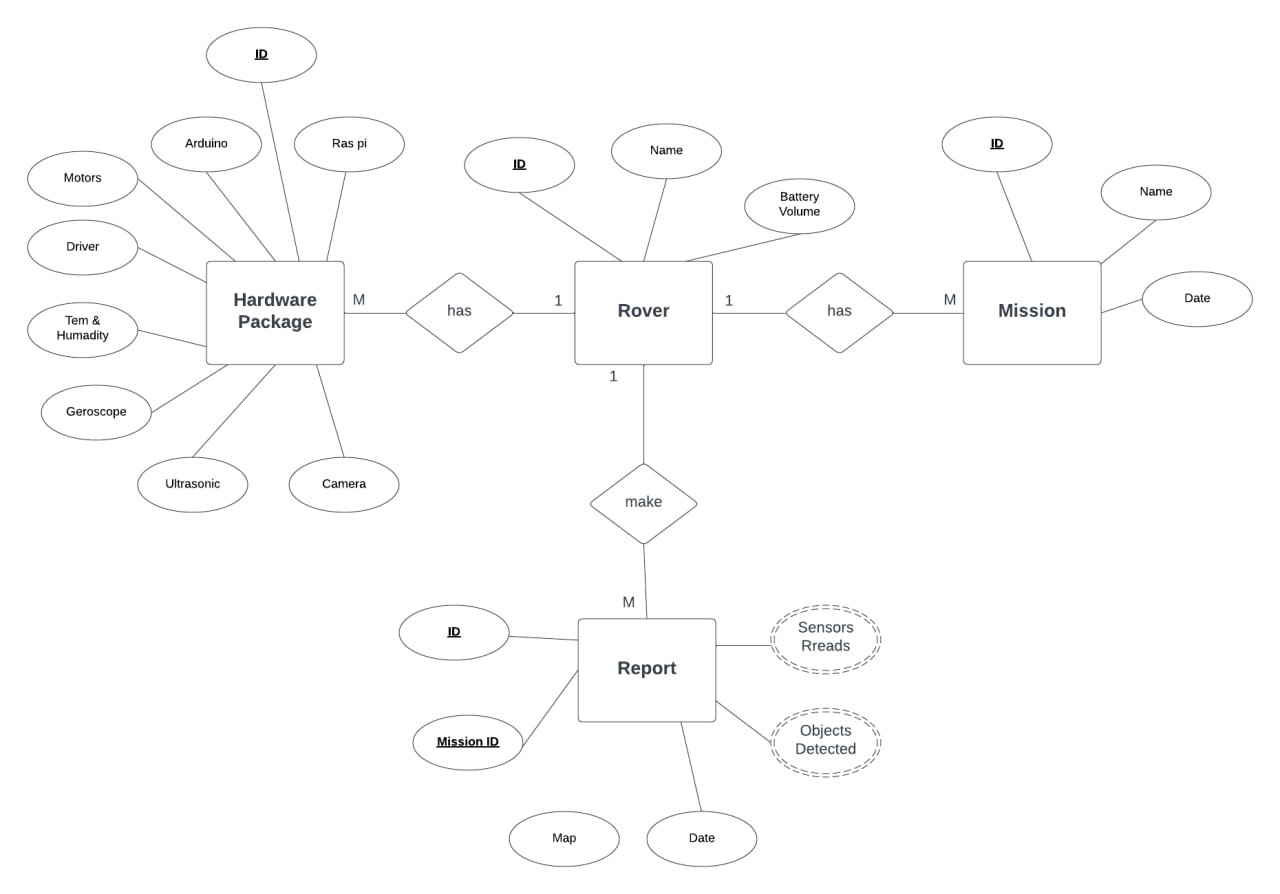 ID
Arduino
Ras pi
Motors
Driver
Tem &
Humadity
Geroscope
Ultrasonic
Camera
Hardware
Package
M
has
1
ID
Name
Battery
Volume
Rover
1
has
M
ID
Name
Date
Mission
1
make
M
ID
Mission ID
Report
Sensors
Rreads
Objects
Detected
Map
Date